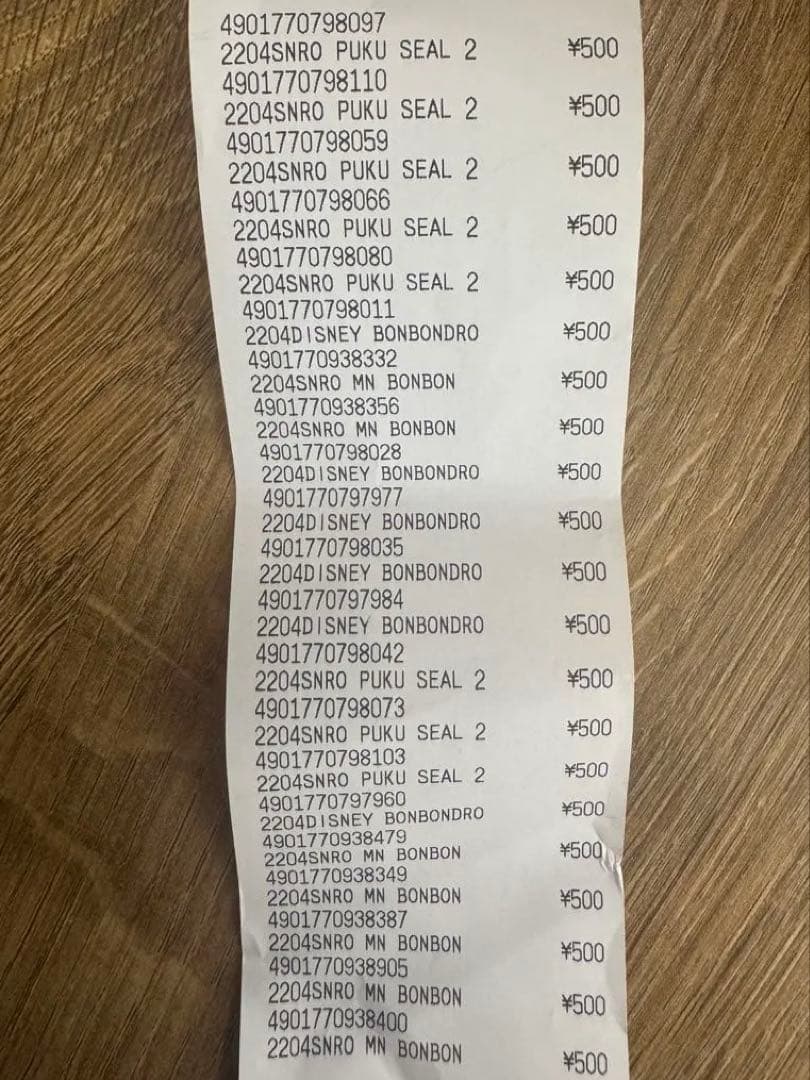 4901770798097
2204SNRO PUKU SEAL 2 ¥500
4901770798110
2204SNRO PUKU SEAL 2 ¥500
4901770798059
2204SNRO PUKU SEAL 2 ¥500
4901770798066
2204SNRO PUKU SEAL 2 ¥500
4901770798080
2204SNRO PUKU SEAL 2 ¥500
4901770798011
2204DISNEY BONBONDRO ¥500
4901770938332
2204SNRO MN BONBON ¥500
4901770938356
2204SNRO MN BONBON ¥500
4901770798028
2204DISNEY BONBONDRO ¥500
4901770797977
2204DISNEY BONBONDRO ¥500
4901770798035
2204DISNEY BONBONDRO ¥500
4901770797984
2204DISNEY BONBONDRO ¥500
4901770798042
2204SNRO PUKU SEAL 2 ¥500
4901770798073
2204SNRO PUKU SEAL 2 ¥500
4901770798103
2204SNRO PUKU SEAL 2 ¥500
4901770797960
2204DISNEY BONBONDRO ¥500
4901770938479
2204SNRO MN BONBON ¥500
4901770938349
2204SNRO MN BONBON ¥500
4901770938387
2204SNRO MN BONBON ¥500
4901770938905
2204SNRO MN BONBON ¥500
4901770938400
2204SNRO MN BONBON ¥500